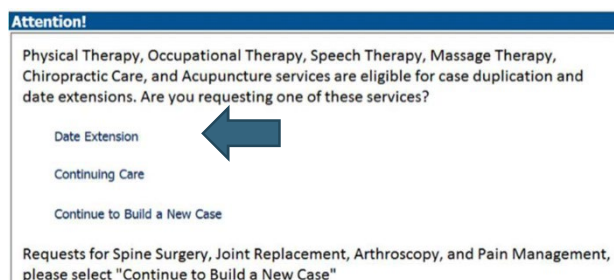 Attention!
Physical Therapy, Occupational Therapy, Speech Therapy, Massage Therapy,
Chiropractic Care, and Acupuncture services are eligible for case duplication and
date extensions. Are you requesting one of these services?
Date Extension
Continuing Care
Continue to Build a New Case
Requests for Spine Surgery, Joint Replacement, Arthroscopy, and Pain Management,
please select "Continue to Build a New Case"